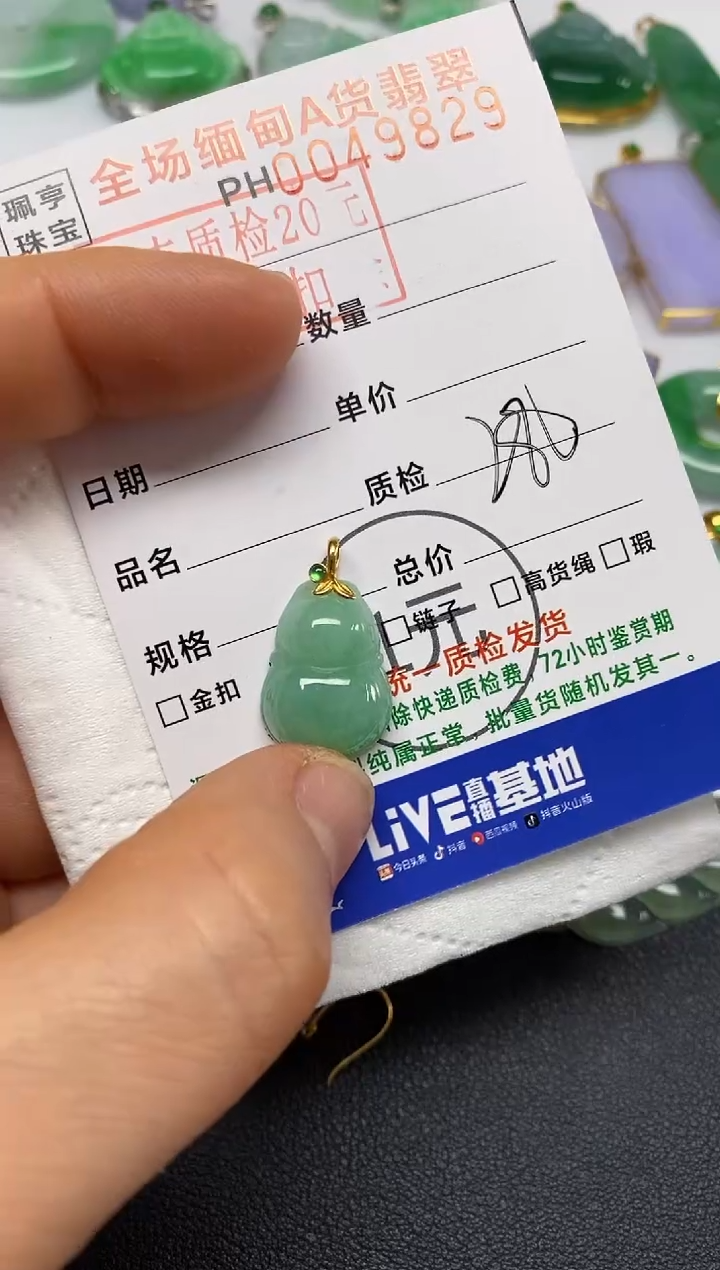 全场缅甸A货翡翠
珮亨
珠宝
PH0049829
质检20元
扣
数量
日期
单价
品名
质检
规格
总价
元
金扣
链子
高货绳
瑕
充一质检发货
除快递质检费，72小时鉴赏期
纯属正常，批量货随机发其一。
LiVE直播基地
今日头条 抖音 西瓜视频 抖音火山版